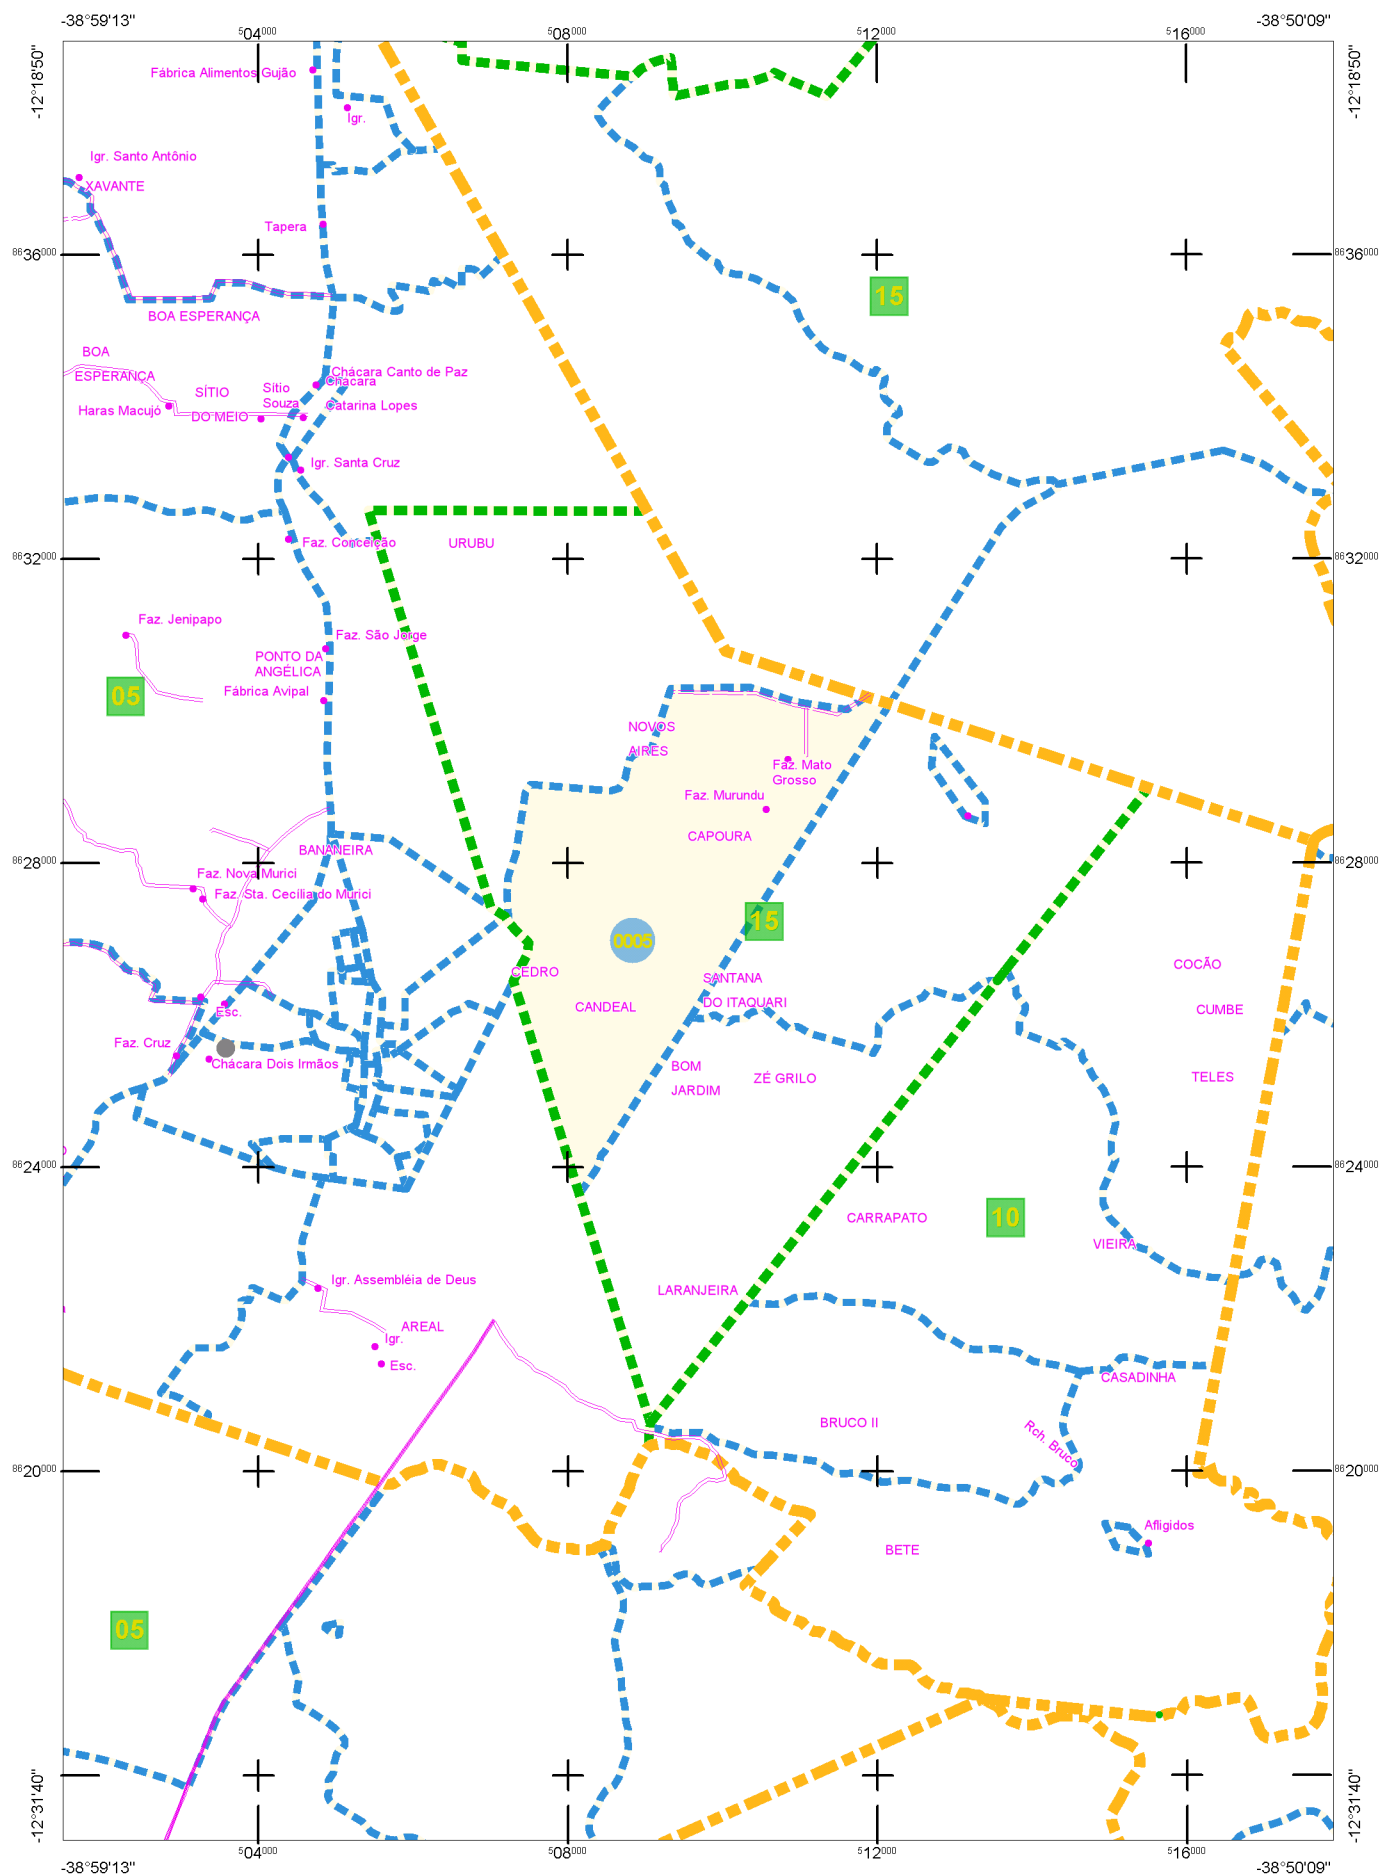 -38°59'13"
-38°50'09"
504000
508000
512000
516000
-12°18'50"
-12°18'50"
Fábrica Alimentos Gujão
Igr.
Igr. Santo Antônio
XAVANTE
Tapera
8636000
8636000
15
BOA ESPERANÇA
BOA
ESPERANÇA
Chácara Canto de Paz
Chácara
SÍTIO
Sítio
Souza
Catarina Lopes
Haras Macujó
DO MEIO
Igr. Santa Cruz
Faz. Conceição
URUBU
8632000
8632000
Faz. Jenipapo
Faz. São Jorge
PONTO DA
ANGÉLICA
05
Fábrica Avipal
NOVOS
AIRES
Faz. Mato
Grosso
Faz. Murundu
CAPOURA
BANANEIRA
8628000
8628000
Faz. Nova Murici
Faz. Sta. Cecília do Murici
15
0005
CEDRO
SANTANA
DO ITAQUARI
CANDEAL
COCÃO
CUMBE
Esc.
Faz. Cruz
Chácara Dois Irmãos
BOM
JARDIM
ZÉ GRILO
TELES
8624000
8624000
CARRAPATO
10
VIEIRA
Igr. Assembléia de Deus
LARANJEIRA
AREAL
Igr.
Esc.
CASADINHA
BRUCO II
Rch. Bruco
8620000
8620000
Afligidos
BETE
05
-12°31'40"
-12°31'40"
504000
508000
512000
516000
-38°59'13"
-38°50'09"